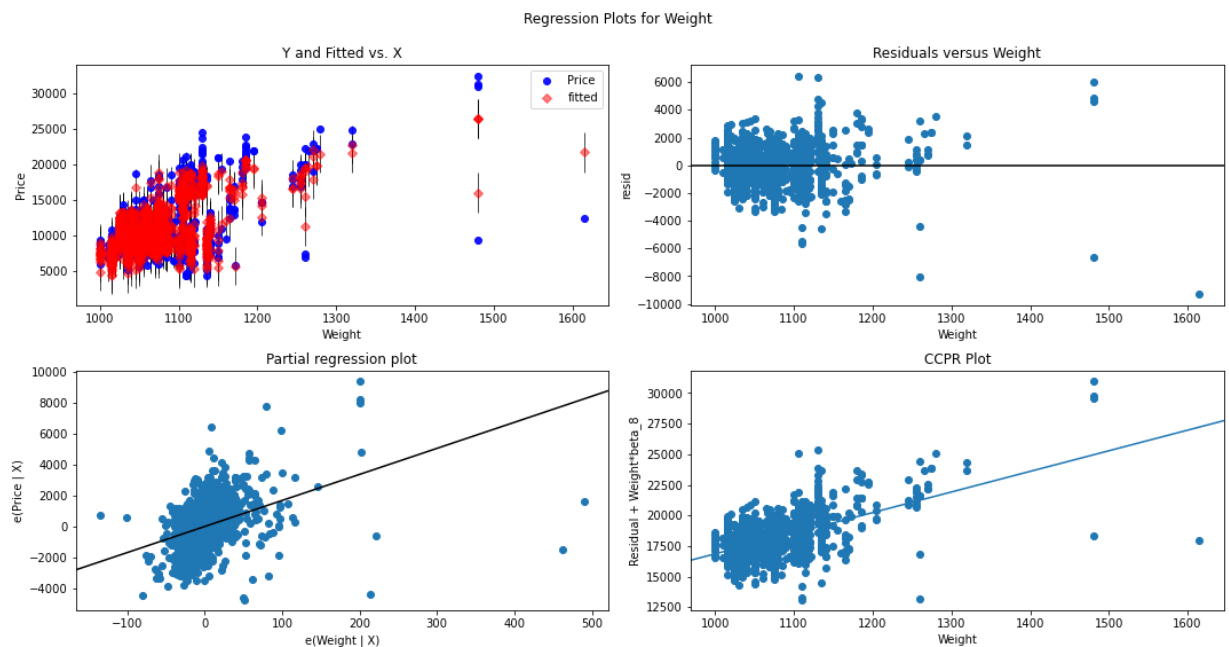 Regression Plots for Weight
Y and Fitted vs. X
Price
fitted
30000
25000
20000
15000
10000
5000
Price
1000 1100 1200 1300 1400 1500 1600
Weight
Residuals versus Weight
6000
4000
2000
0
−2000
−4000
−6000
−8000
−10000
resid
1000 1100 1200 1300 1400 1500 1600
Weight
Partial regression plot
10000
8000
6000
4000
2000
0
−2000
−4000
e(Price | X)
−100 0 100 200 300 400 500
e(Weight | X)
CCPR Plot
30000
27500
25000
22500
20000
17500
15000
12500
Residual + Weight*beta_8
1000 1100 1200 1300 1400 1500 1600
Weight